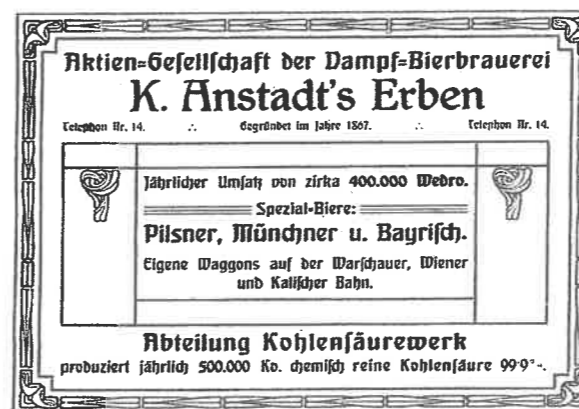 Aktien=Geſellſchaft der Dampf=Bierbrauerei
K. Anstadt's Erben
Telephon Nr. 14. ∴ Gegründet im Jahre 1867. ∴ Telephon Nr. 14.
Jährlicher Umſatz von zirka 400.000 Wedro.
Spezial-Biere:
Pilsner, Münchner u. Bayriſch.
Eigene Waggons auf der Warſchauer, Wiener
und Kaliſcher Bahn.
Abteilung Kohlenſäurewerk
produziert jährlich 500.000 Ko. chemiſch reine Kohlenſäure 99·9°-.